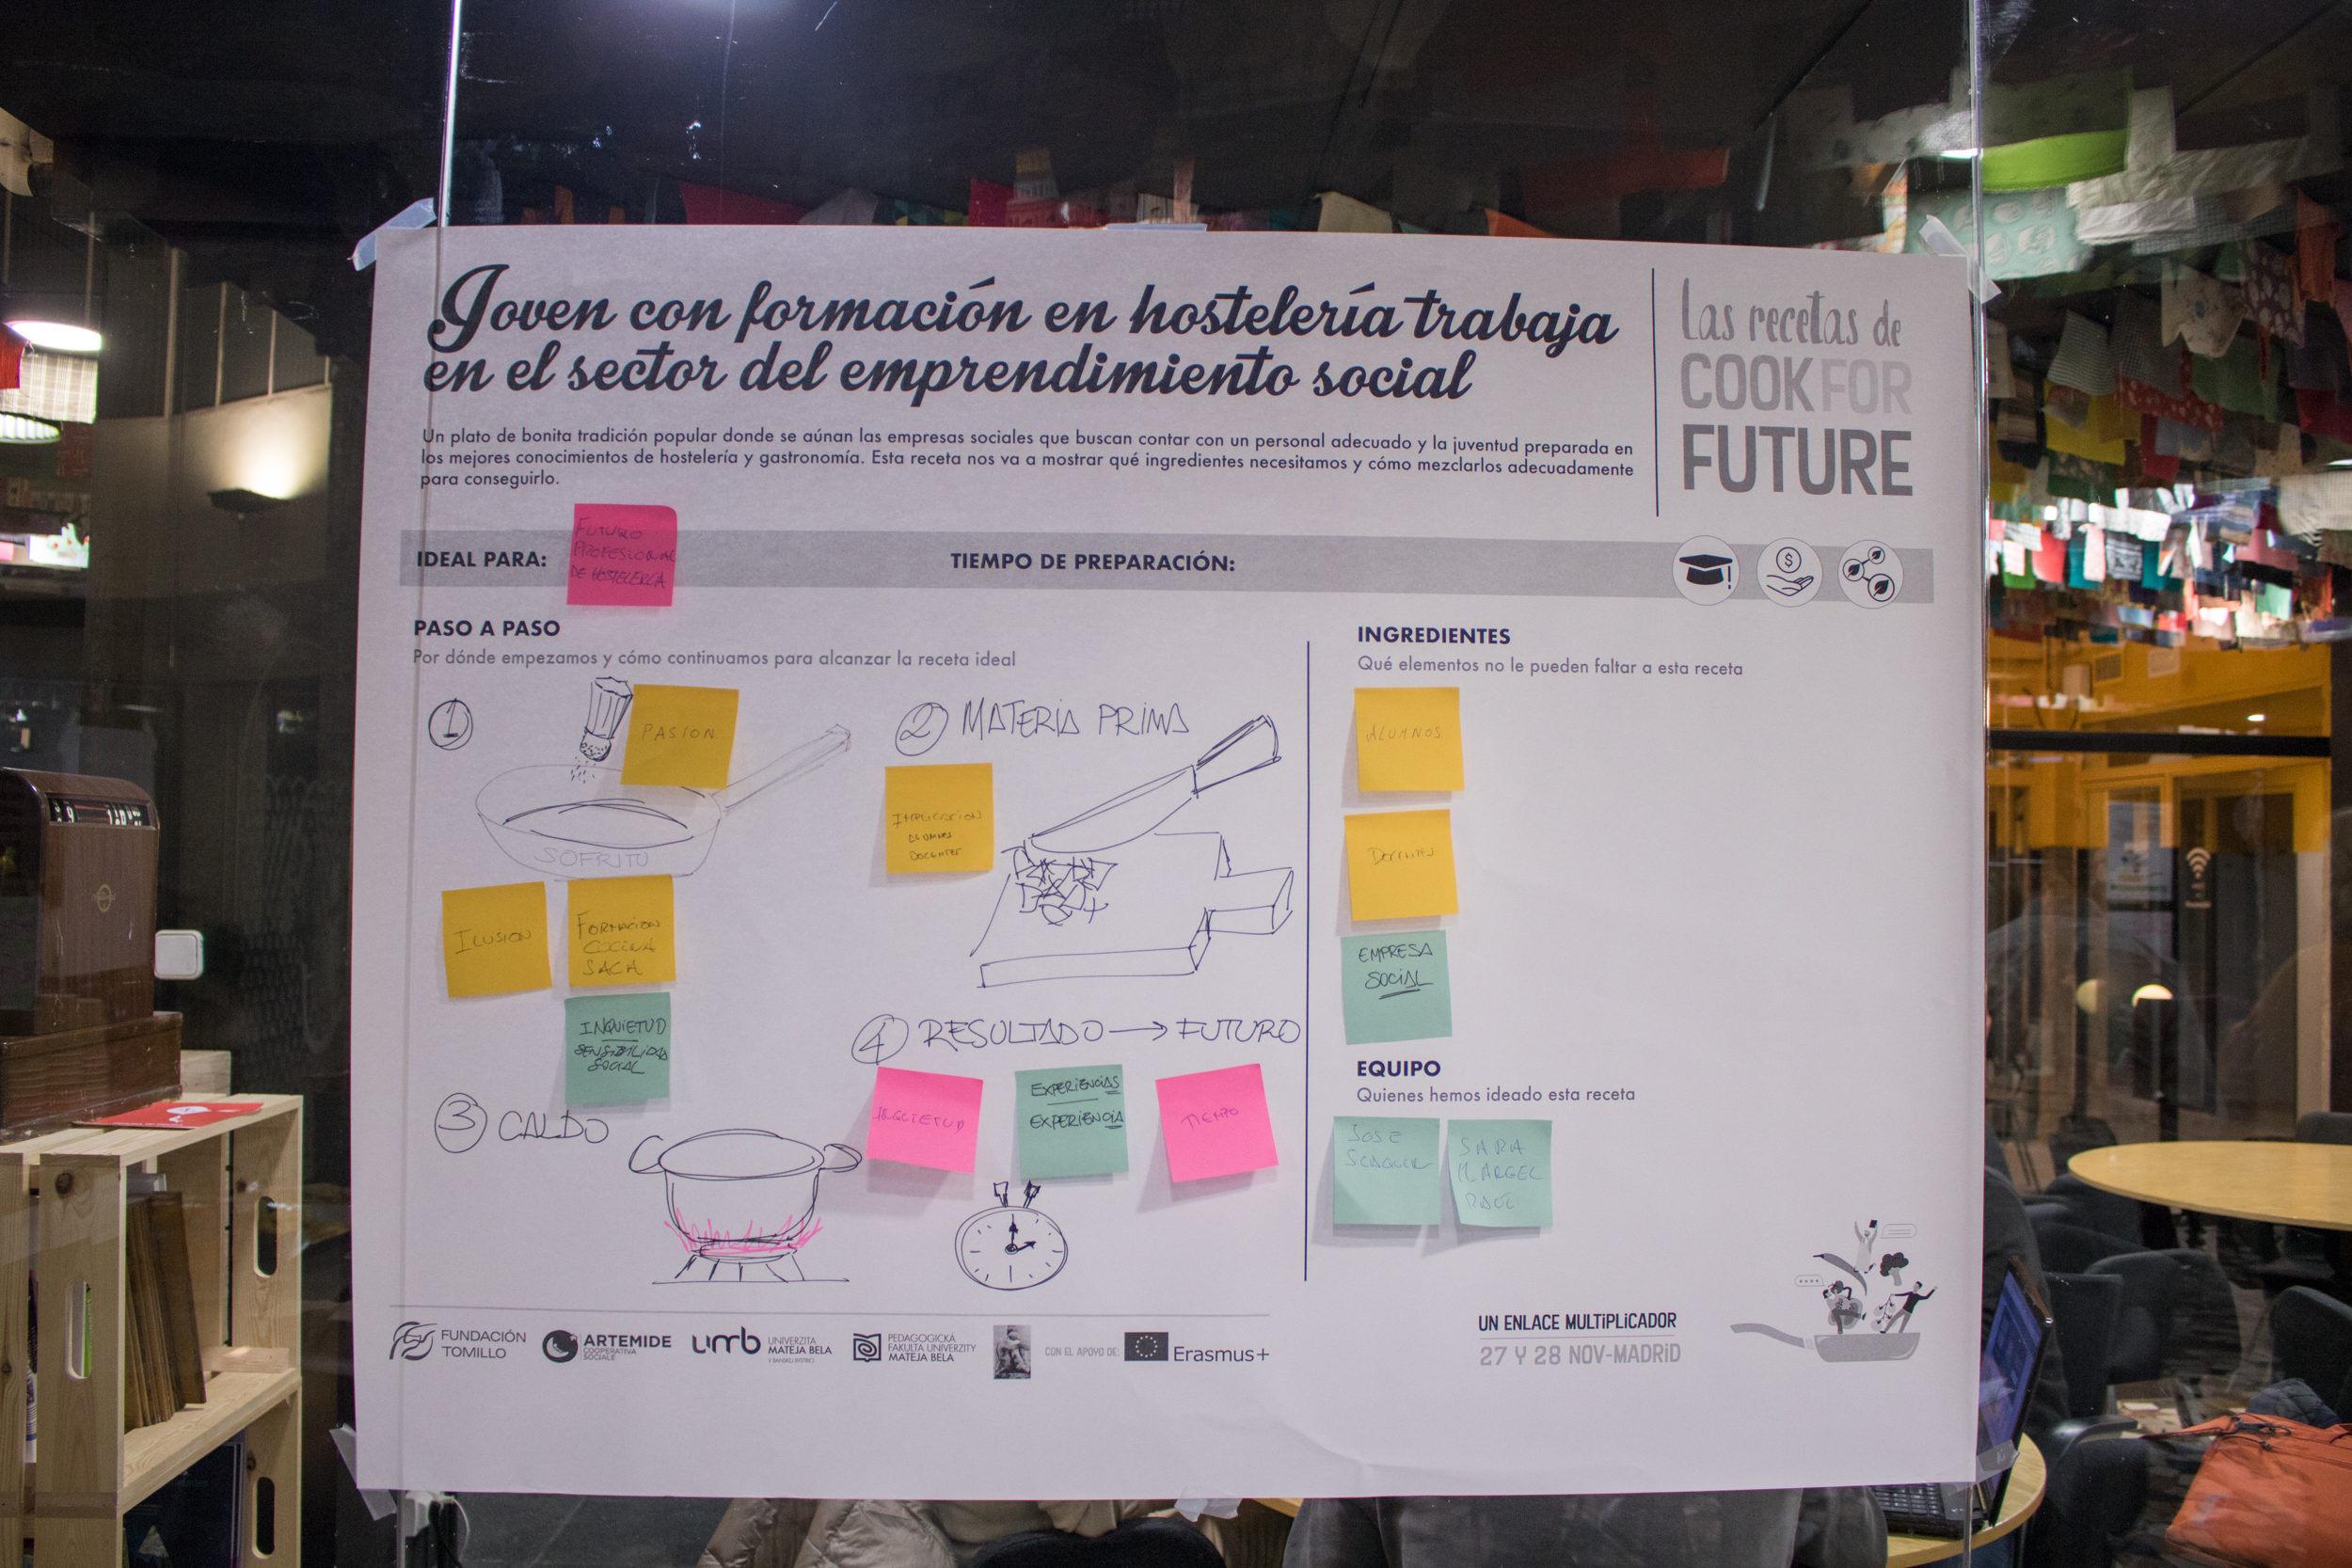 Joven con formación en hostelería trabaja
en el sector del emprendimiento social
Las recetas de
COOK FOR
FUTURE
Un plato de bonita tradición popular donde se aúnan las empresas sociales que buscan contar con un personal adecuado y la juventud preparada en
los mejores conocimientos de hostelería y gastronomía. Esta receta nos va a mostrar qué ingredientes necesitamos y cómo mezclarlos adecuadamente
para conseguirlo.
IDEAL PARA:
FUTURO
PROFESIONAL
DE HOSTELERÍA
TIEMPO DE PREPARACIÓN:
PASO A PASO
Por dónde empezamos y cómo continuamos para alcanzar la receta ideal
1
PASION
SOFRITO
ILUSION
FORMACION
COCINA
SALA
INQUIETUD
SENSIBILIDAD
SOCIAL
2 MATERIA PRIMA
IMPLICACION
ALUMNOS
DOCENTES
3 CALDO
4 RESULTADO → FUTURO
INQUIETUD
EXPERIENCIAS
EXPERIENCIA
TIEMPO
INGREDIENTES
Qué elementos no le pueden faltar a esta receta
ALUMNOS
DOCENTES
EMPRESA
SOCIAL
EQUIPO
Quienes hemos ideado esta receta
JOSE
SARA
FUNDACIÓN
TOMILLO
ARTEMIDE
COOPERATIVA
SOCIALE
umb
UNIVERZITA
MATEJA BELA
V BANSKEJ BYSTRICI
PEDAGOGICKÁ
FAKULTA UNIVERZITY
MATEJA BELA
CON EL APOYO DE:
Erasmus+
UN ENLACE MULTIPLICADOR
27 Y 28 NOV-MADRID